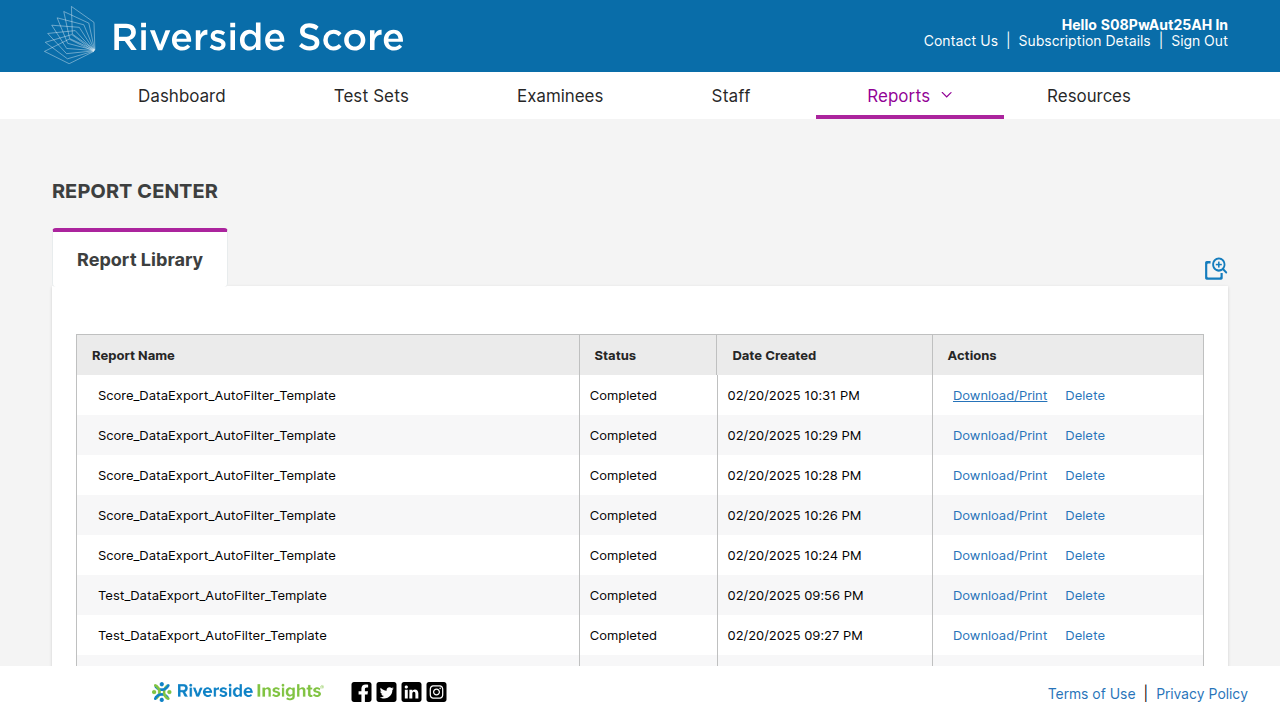 Riverside Score
Hello S08PwAut25AH In
Contact Us | Subscription Details | Sign Out
Dashboard Test Sets Examinees Staff Reports Resources
REPORT CENTER
Report Library
Report Name Status Date Created Actions
Score_DataExport_AutoFilter_Template Completed 02/20/2025 10:31 PM Download/Print Delete
Score_DataExport_AutoFilter_Template Completed 02/20/2025 10:29 PM Download/Print Delete
Score_DataExport_AutoFilter_Template Completed 02/20/2025 10:28 PM Download/Print Delete
Score_DataExport_AutoFilter_Template Completed 02/20/2025 10:26 PM Download/Print Delete
Score_DataExport_AutoFilter_Template Completed 02/20/2025 10:24 PM Download/Print Delete
Test_DataExport_AutoFilter_Template Completed 02/20/2025 09:56 PM Download/Print Delete
Test_DataExport_AutoFilter_Template Completed 02/20/2025 09:27 PM Download/Print Delete
Riverside Insights
Terms of Use | Privacy Policy